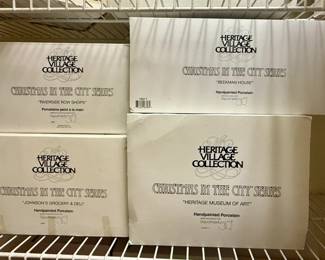 HERITAGE
VILLAGE
COLLECTION
CHRISTMAS IN THE CITY SERIES
"RIVERSIDE ROW SHOPS"
HERITAGE
VILLAGE
COLLECTION
CHRISTMAS IN THE CITY SERIES
"BEEKMAN HOUSE"
Handpainted Porcelain
HERITAGE
VILLAGE
COLLECTION
CHRISTMAS IN THE CITY SERIES
"JOHNSON'S GROCERY & DELI"
Handpainted Porcelain
HERITAGE
VILLAGE
COLLECTION
CHRISTMAS IN THE CITY SERIES
"HERITAGE MUSEUM OF ART"
Handpainted Porcelain